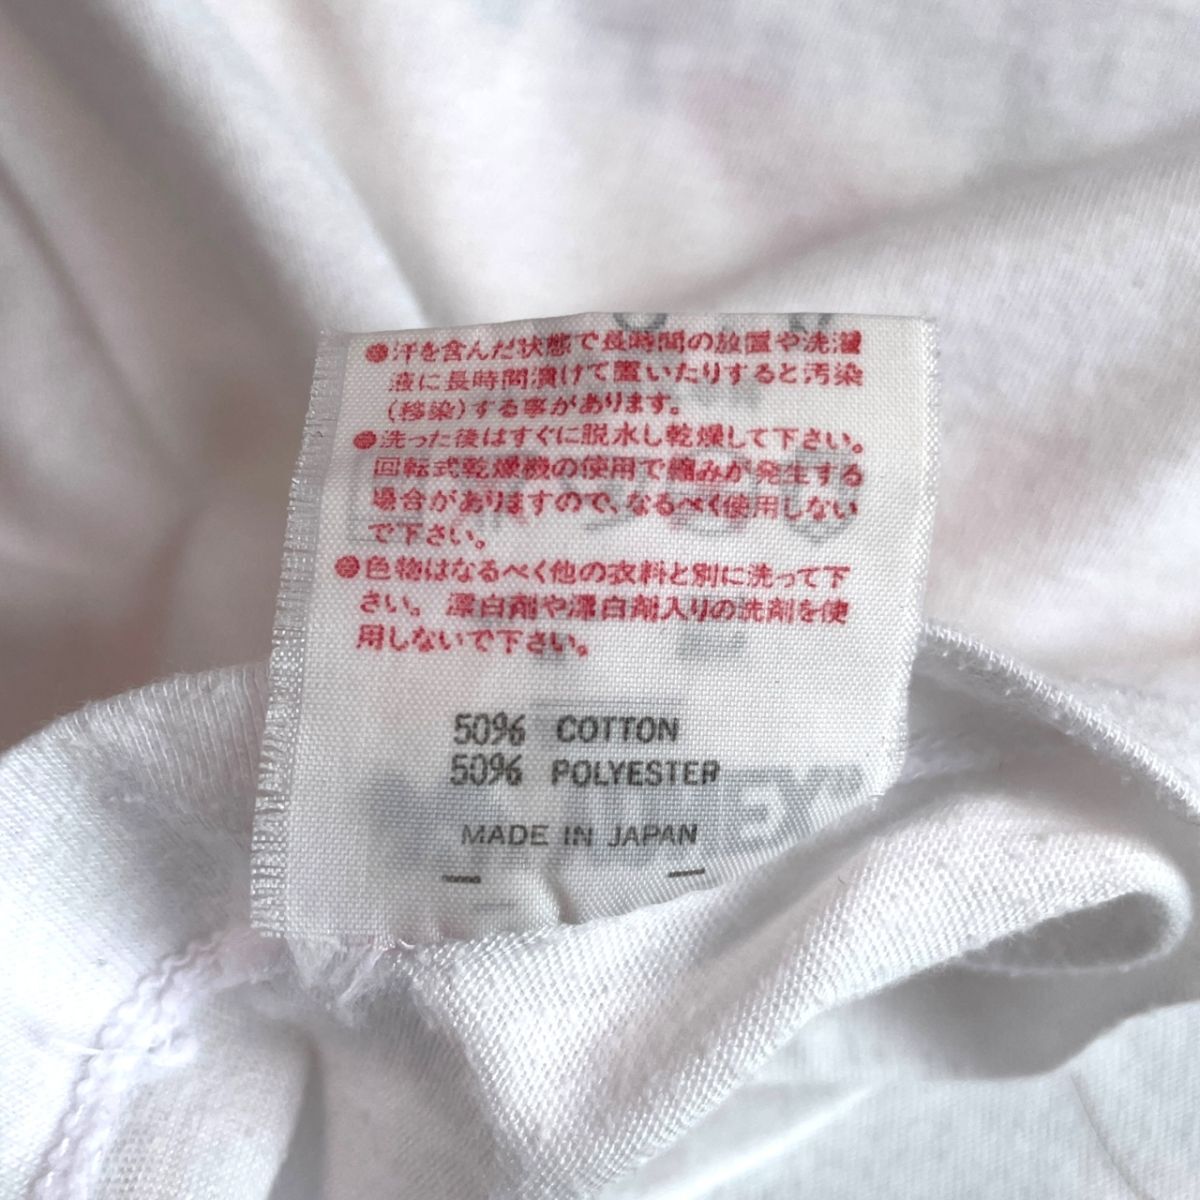 ●汗を含んだ状態で長時間の放置や洗濯
液に長時間漬けて置いたりすると汚染
(移染)する事があります。
●洗った後はすぐに脱水し乾燥して下さい。
回転式乾燥機の使用で縮みが発生する
場合がありますので、なるべく使用しない
で下さい。
●色物はなるべく他の衣料と別に洗って下
さい。漂白剤や漂白剤入りの洗剤を使
用しないで下さい。
50% COTTON
50% POLYESTER
MADE IN JAPAN